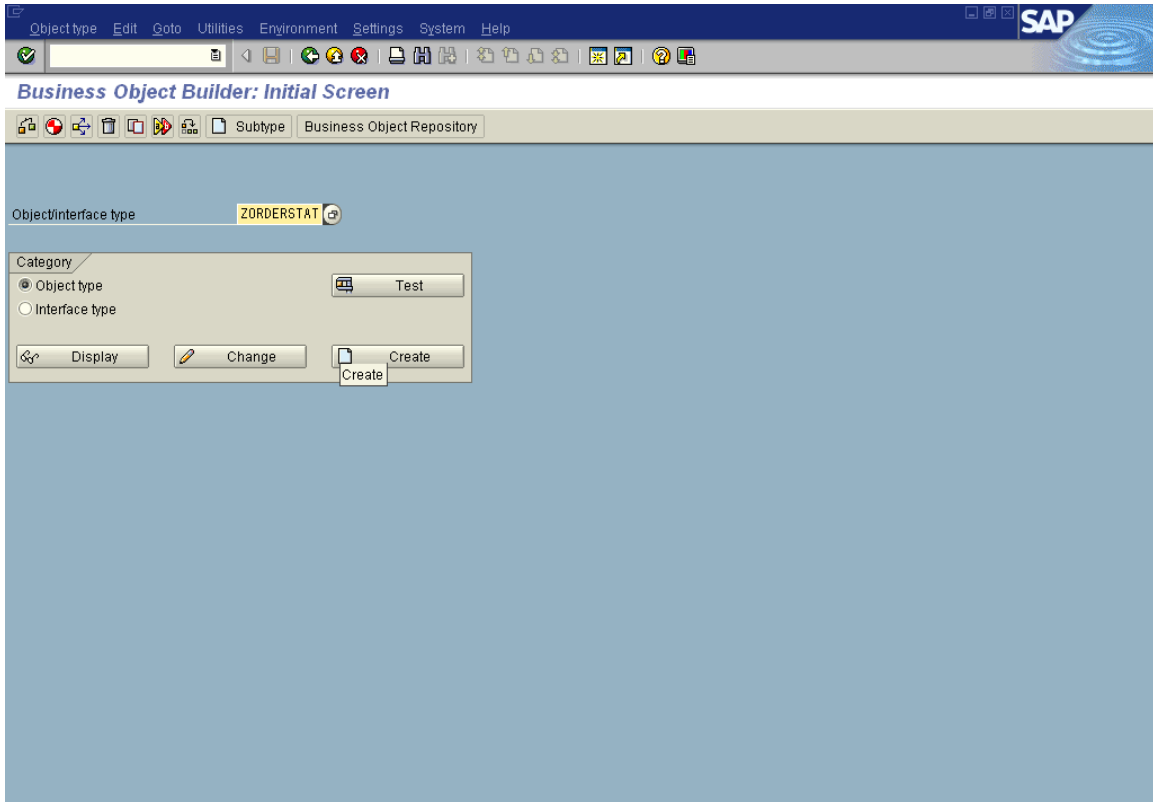 Object type Edit Goto Utilities Environment Settings System Help
SAP
Business Object Builder: Initial Screen
Subtype Business Object Repository
Object/interface type ZORDERSTAT
Category
Object type Test
Interface type
Display Change Create
Create